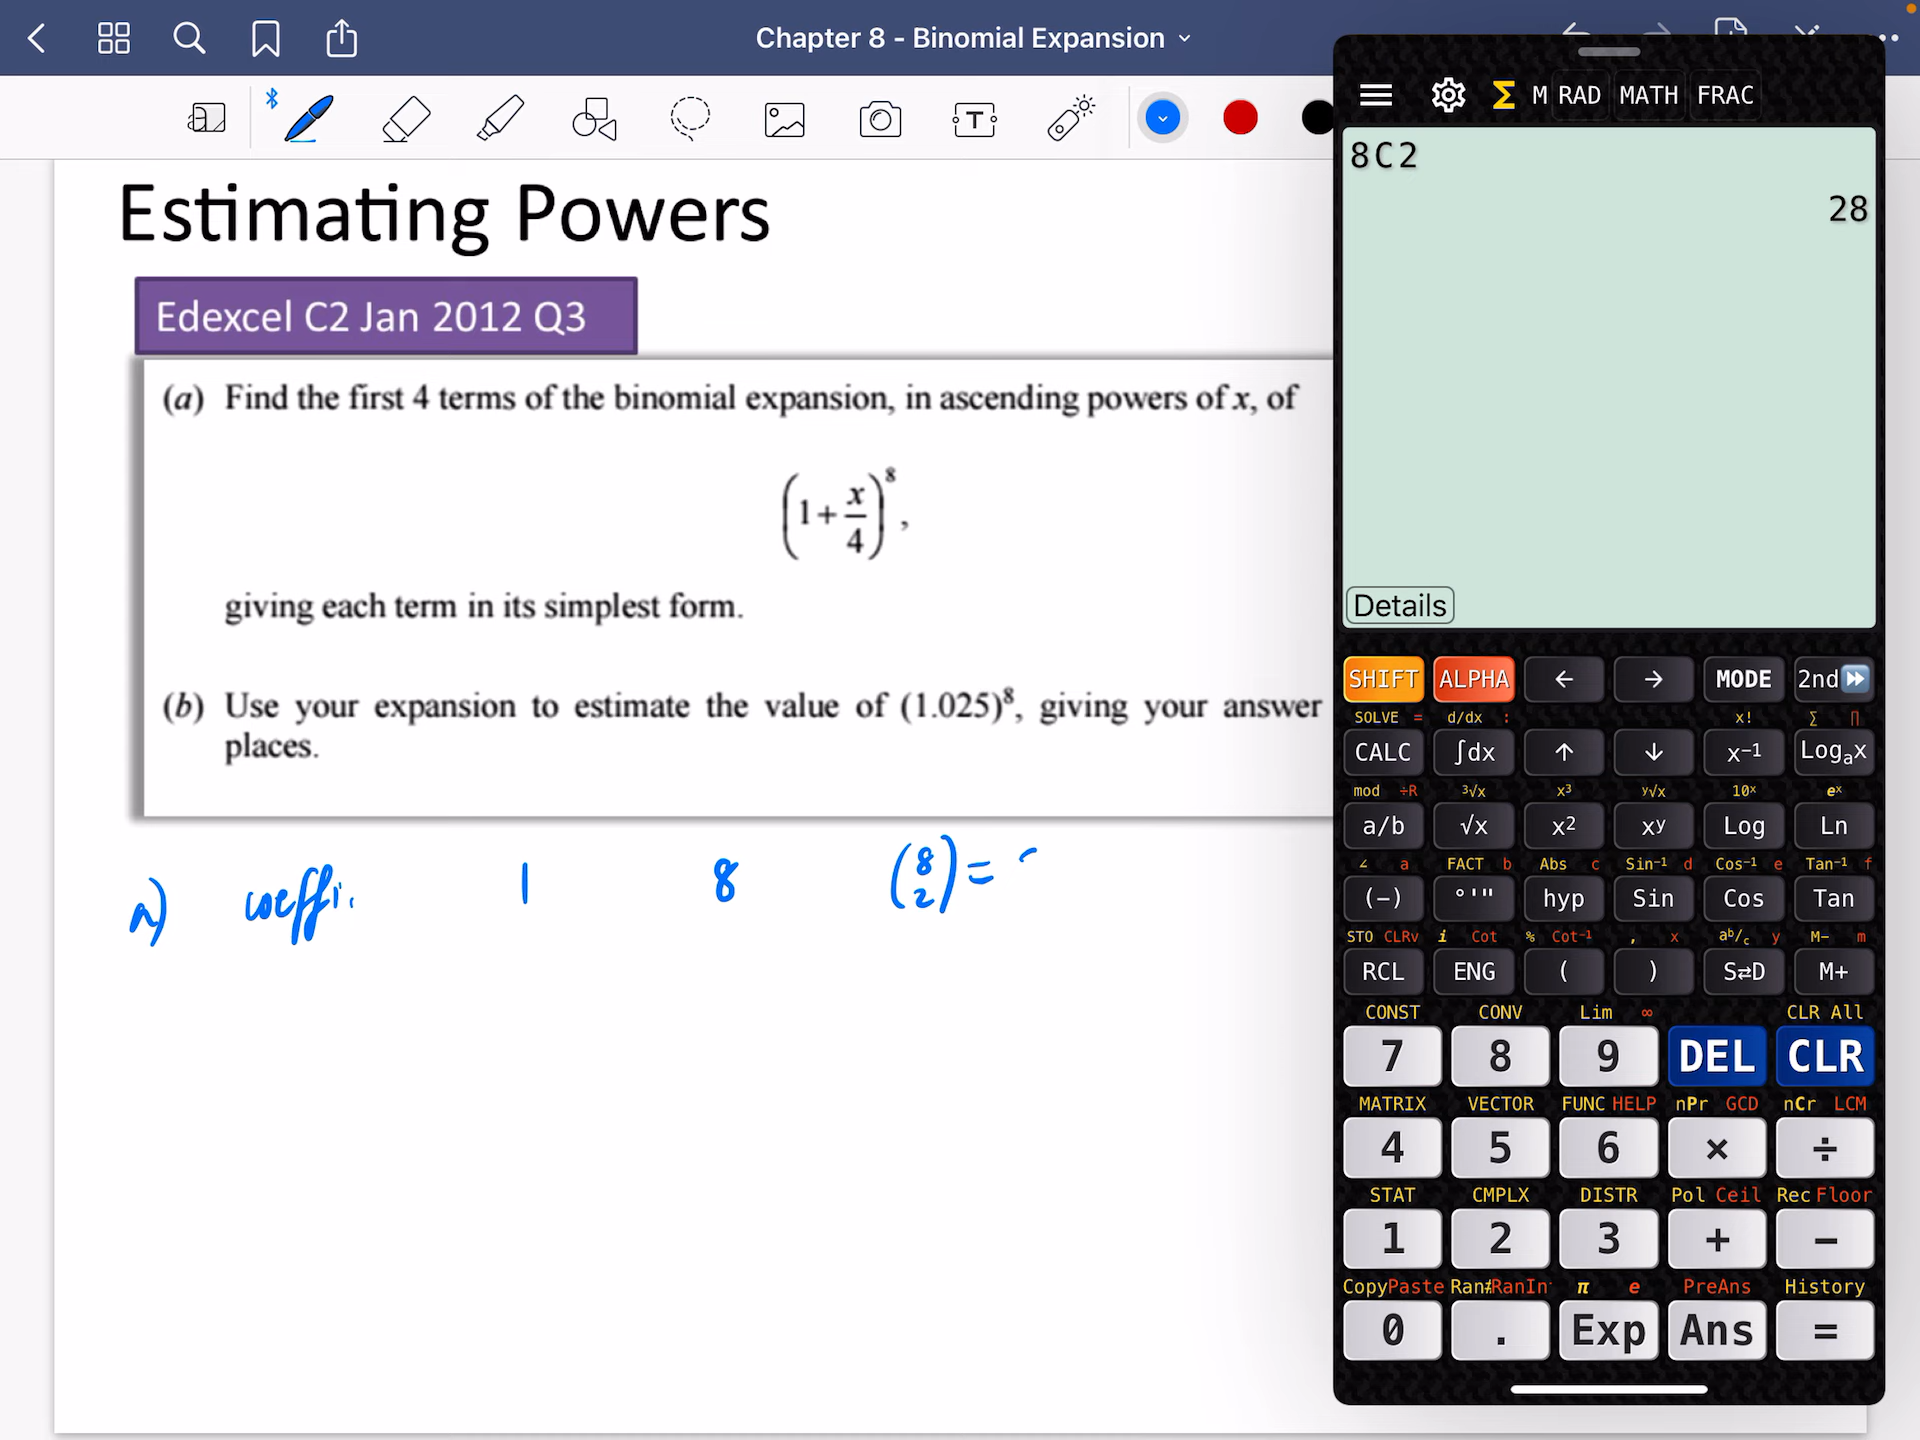 Chapter 8 - Binomial Expansion
Estimating Powers
Edexcel C2 Jan 2012 Q3
(a) Find the first 4 terms of the binomial expansion, in ascending powers of x, of
(1 + x/4)⁸,
giving each term in its simplest form.
(b) Use your expansion to estimate the value of (1.025)⁸, giving your answer
places.
a) coeffi. 1 8 (8 2) =
Σ M RAD MATH FRAC
8C2
28
Details
SHIFT ALPHA ← → MODE 2nd
SOLVE = d/dx : x! ∑ ∏
CALC ∫dx ↑ ↓ x⁻¹ Logₐx
mod ÷R ³√x x³ ʸ√x 10ˣ eˣ
a/b √x x² xʸ Log Ln
∠ a FACT b Abs c Sin⁻¹ d Cos⁻¹ e Tan⁻¹ f
(−) °'" hyp Sin Cos Tan
STO CLRv i Cot % Cot⁻¹ , x aᵇ/c y M− m
RCL ENG ( ) S⇄D M+
CONST CONV Lim ∞ CLR All
7 8 9 DEL CLR
MATRIX VECTOR FUNC HELP nPr GCD nCr LCM
4 5 6 × ÷
STAT CMPLX DISTR Pol Ceil Rec Floor
1 2 3 + −
Copy Paste Ran# RanIn π e PreAns History
0 . Exp Ans =